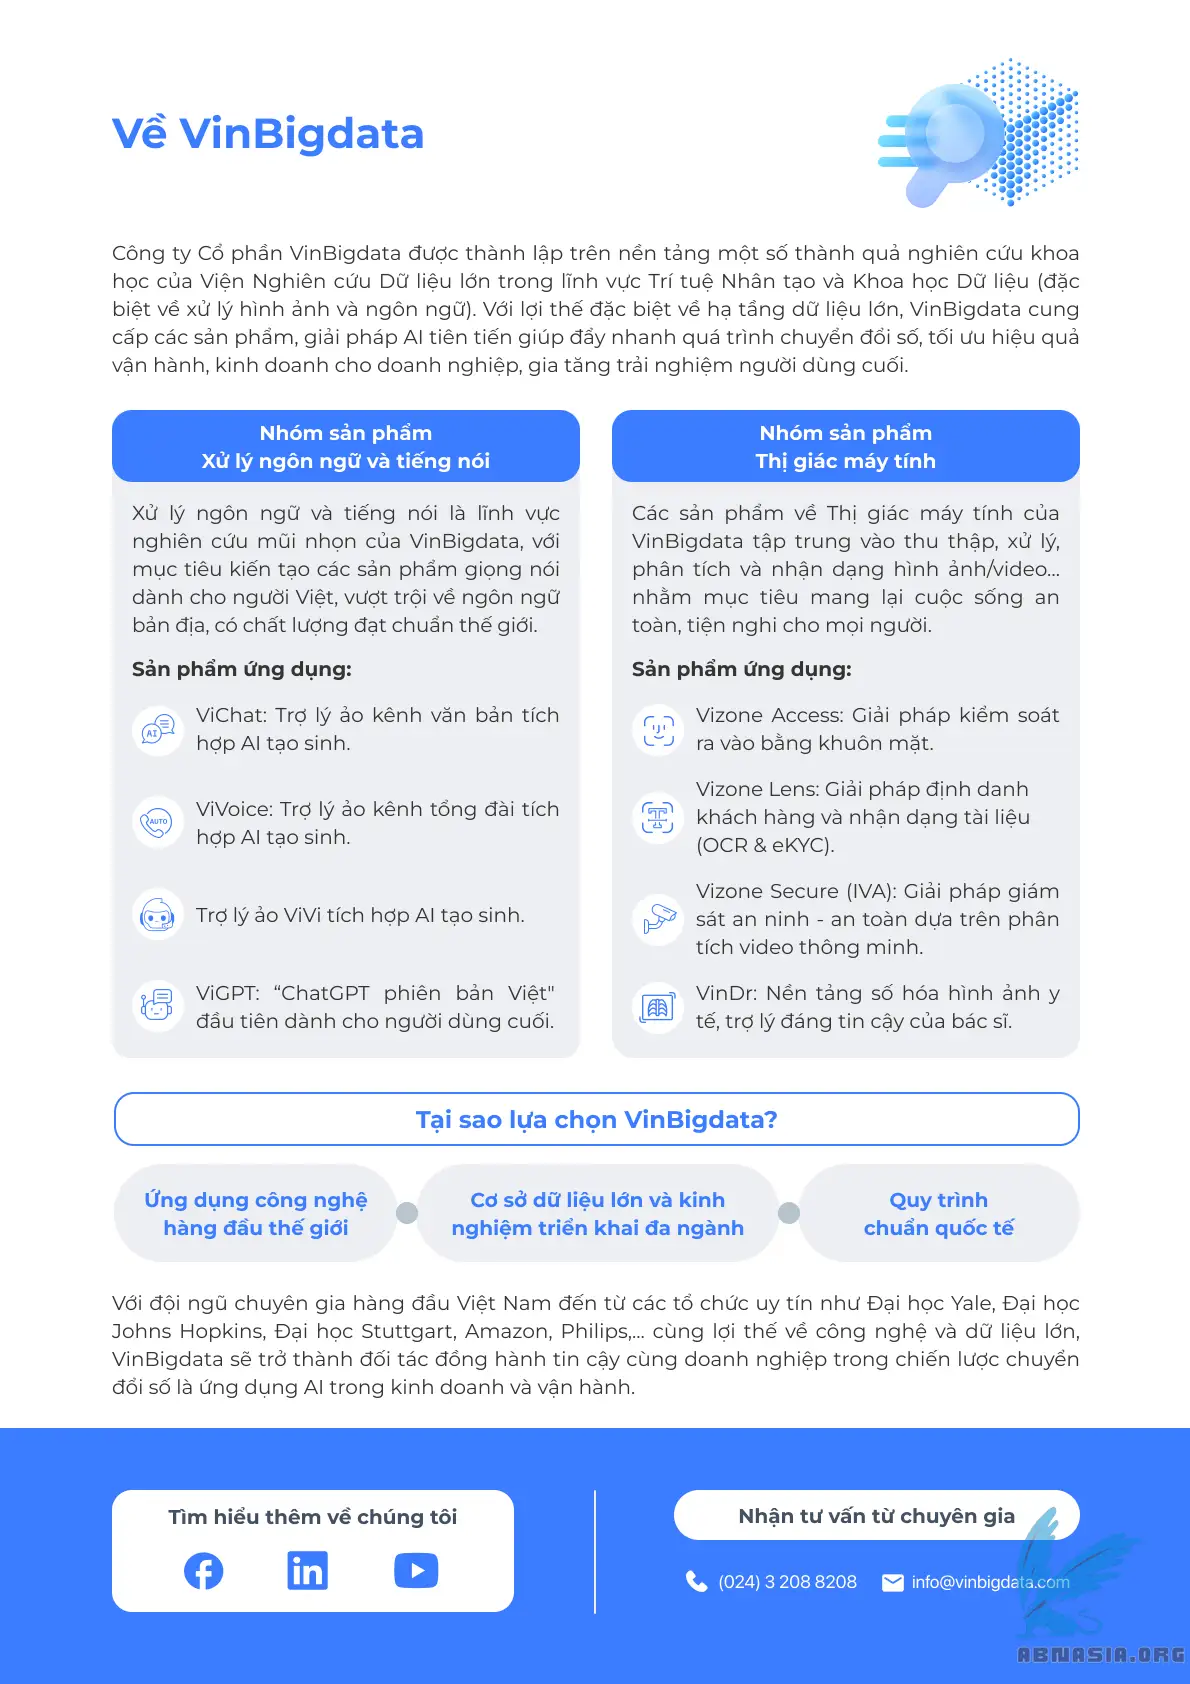 Về VinBigdata
Công ty Cổ phần VinBigdata được thành lập trên nền tảng một số thành quả nghiên cứu khoa
học của Viện Nghiên cứu Dữ liệu lớn trong lĩnh vực Trí tuệ Nhân tạo và Khoa học Dữ liệu (đặc
biệt về xử lý hình ảnh và ngôn ngữ). Với lợi thế đặc biệt về hạ tầng dữ liệu lớn, VinBigdata cung
cấp các sản phẩm, giải pháp AI tiên tiến giúp đẩy nhanh quá trình chuyển đổi số, tối ưu hiệu quả
vận hành, kinh doanh cho doanh nghiệp, gia tăng trải nghiệm người dùng cuối.
Nhóm sản phẩm
Xử lý ngôn ngữ và tiếng nói
Xử lý ngôn ngữ và tiếng nói là lĩnh vực
nghiên cứu mũi nhọn của VinBigdata, với
mục tiêu kiến tạo các sản phẩm giọng nói
dành cho người Việt, vượt trội về ngôn ngữ
bản địa, có chất lượng đạt chuẩn thế giới.
Sản phẩm ứng dụng:
AI
ViChat: Trợ lý ảo kênh văn bản tích
hợp AI tạo sinh.
AUTO
ViVoice: Trợ lý ảo kênh tổng đài tích
hợp AI tạo sinh.
Trợ lý ảo ViVi tích hợp AI tạo sinh.
ViGPT: “ChatGPT phiên bản Việt"
đầu tiên dành cho người dùng cuối.
Nhóm sản phẩm
Thị giác máy tính
Các sản phẩm về Thị giác máy tính của
VinBigdata tập trung vào thu thập, xử lý,
phân tích và nhận dạng hình ảnh/video...
nhằm mục tiêu mang lại cuộc sống an
toàn, tiện nghi cho mọi người.
Sản phẩm ứng dụng:
Vizone Access: Giải pháp kiểm soát
ra vào bằng khuôn mặt.
T
Vizone Lens: Giải pháp định danh
khách hàng và nhận dạng tài liệu
(OCR & eKYC).
Vizone Secure (IVA): Giải pháp giám
sát an ninh - an toàn dựa trên phân
tích video thông minh.
VinDr: Nền tảng số hóa hình ảnh y
tế, trợ lý đáng tin cậy của bác sĩ.
Tại sao lựa chọn VinBigdata?
Ứng dụng công nghệ
hàng đầu thế giới
Cơ sở dữ liệu lớn và kinh
nghiệm triển khai đa ngành
Quy trình
chuẩn quốc tế
Với đội ngũ chuyên gia hàng đầu Việt Nam đến từ các tổ chức uy tín như Đại học Yale, Đại học
Johns Hopkins, Đại học Stuttgart, Amazon, Philips,... cùng lợi thế về công nghệ và dữ liệu lớn,
VinBigdata sẽ trở thành đối tác đồng hành tin cậy cùng doanh nghiệp trong chiến lược chuyển
đổi số là ứng dụng AI trong kinh doanh và vận hành.
Tìm hiểu thêm về chúng tôi
f in
Nhận tư vấn từ chuyên gia
(024) 3 208 8208 info@vinbigdata.com
ABNASIA.ORG